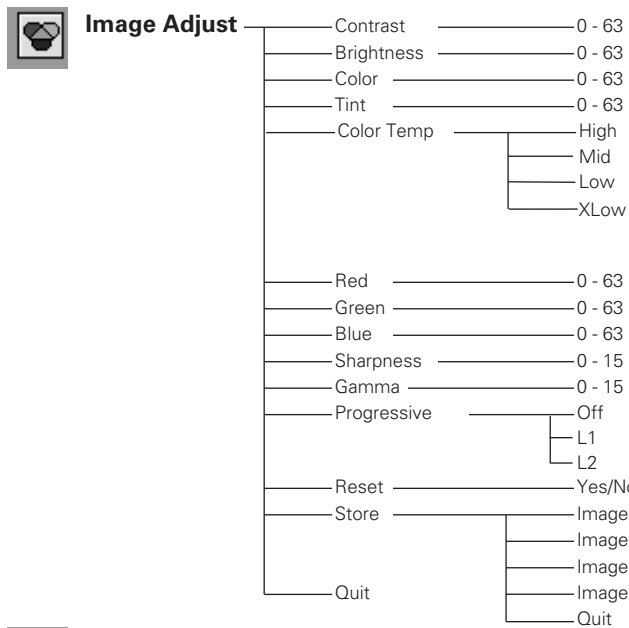 Image Adjust Contrast 0 - 63
Brightness 0 - 63
Color 0 - 63
Tint 0 - 63
Color Temp High
Mid
Low
XLow
Red 0 - 63
Green 0 - 63
Blue 0 - 63
Sharpness 0 - 15
Gamma 0 - 15
Progressive Off
L1
L2
Reset
Store Image
Image
Image
Quit Image
Quit